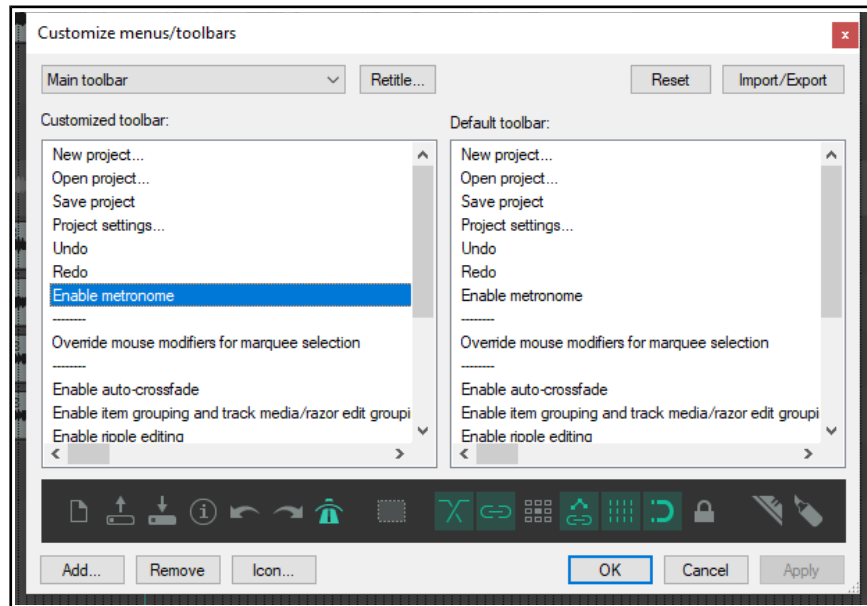 Customize menus/toolbars
x
Main toolbar
Retitle...
Reset
Import/Export
Customized toolbar:
Default toolbar:
New project...
Open project...
Save project
Project settings...
Undo
Redo
Enable metronome
--------
Override mouse modifiers for marquee selection
--------
Enable auto-crossfade
Enable item grouping and track media/razor edit groupi
Enable ripple editing
New project...
Open project...
Save project
Project settings...
Undo
Redo
Enable metronome
--------
Override mouse modifiers for marquee selection
--------
Enable auto-crossfade
Enable item grouping and track media/razor edit groupi
Enable ripple editing
Add...
Remove
Icon...
OK
Cancel
Apply